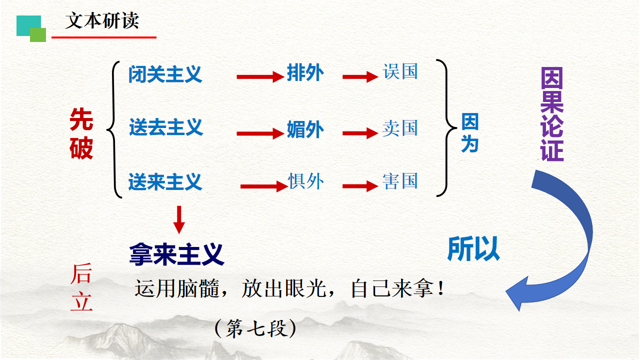 文本研读
闭关主义 排外 误国
先破
送去主义 媚外 卖国
因为
因果论证
送来主义 惧外 害国
拿来主义
所以
后立
运用脑髓，放出眼光，自己来拿！
（第七段）